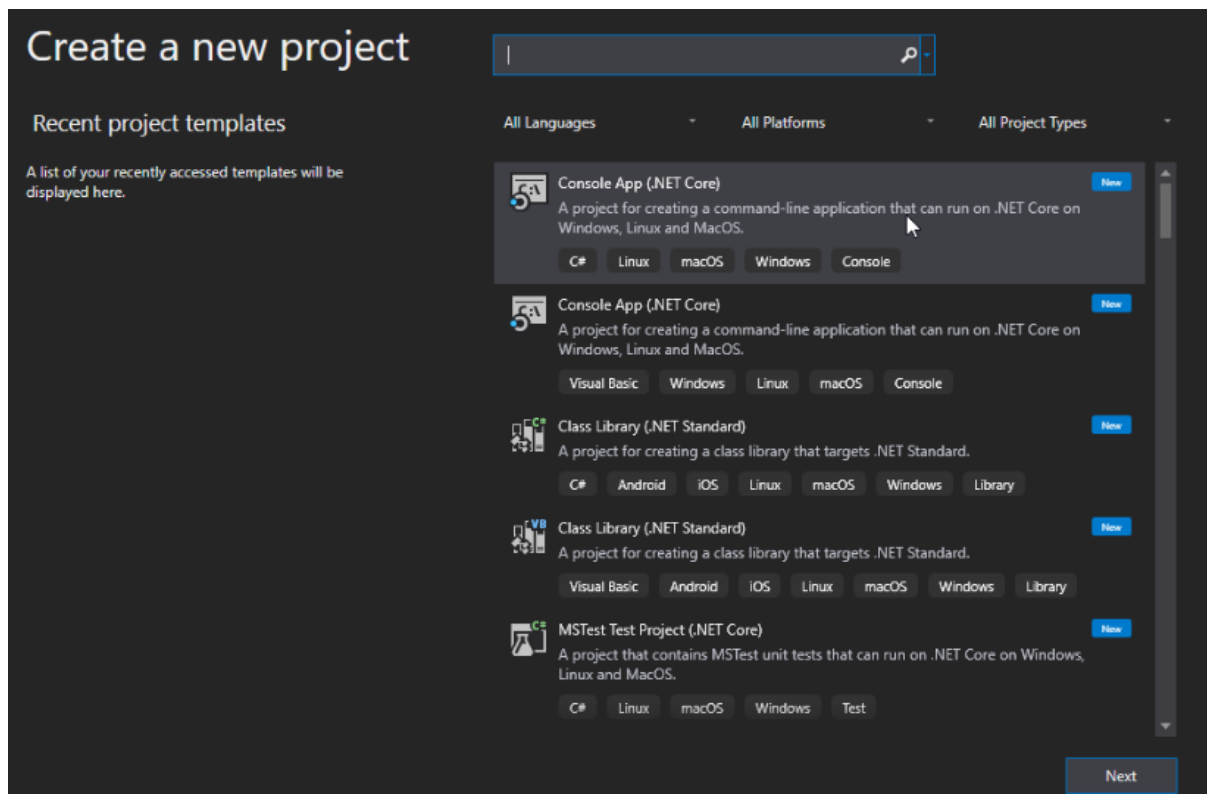 Create a new project
Recent project templates
A list of your recently accessed templates will be
displayed here.
All Languages All Platforms All Project Types
Console App (.NET Core) New
A project for creating a command-line application that can run on .NET Core on
Windows, Linux and MacOS.
C# Linux macOS Windows Console
Console App (.NET Core) New
A project for creating a command-line application that can run on .NET Core on
Windows, Linux and MacOS.
Visual Basic Windows Linux macOS Console
Class Library (.NET Standard) New
A project for creating a class library that targets .NET Standard.
C# Android iOS Linux macOS Windows Library
Class Library (.NET Standard) New
A project for creating a class library that targets .NET Standard.
Visual Basic Android iOS Linux macOS Windows Library
MSTest Test Project (.NET Core) New
A project that contains MSTest unit tests that can run on .NET Core on Windows,
Linux and MacOS.
C# Linux macOS Windows Test
Next